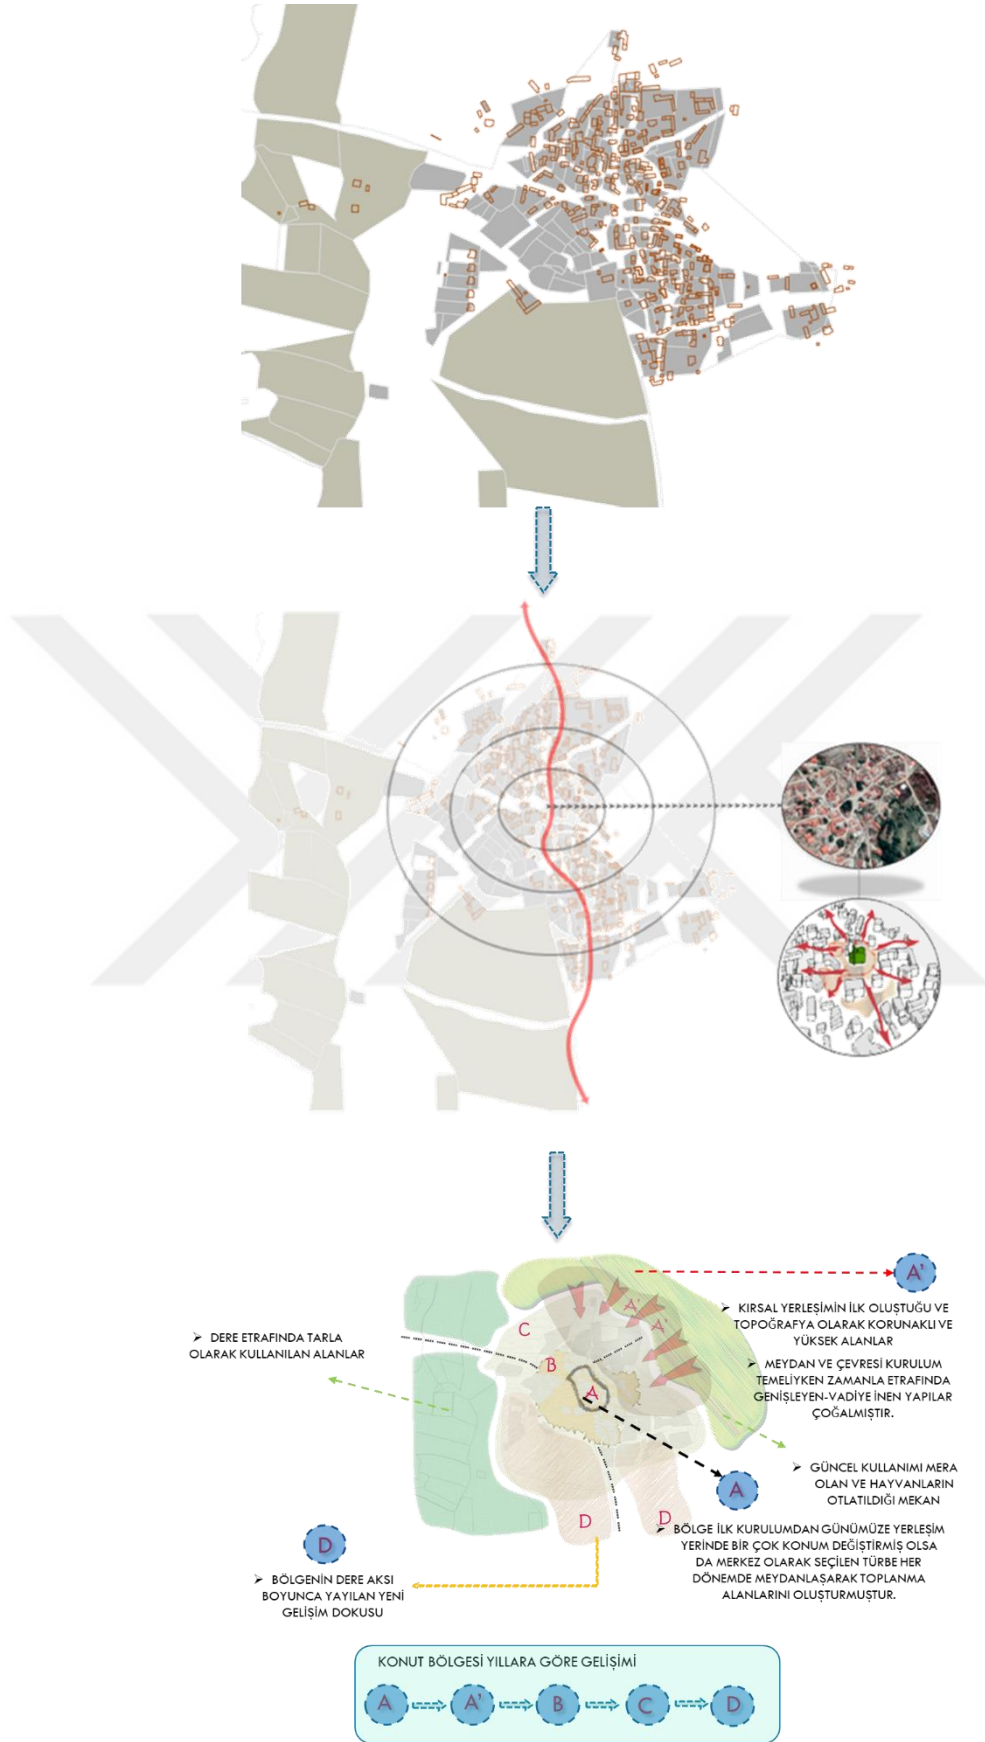 A'
➢ KIRSAL YERLEŞİMİN İLK OLUŞTUĞU VE
TOPOĞRAFYA OLARAK KORUNAKLI VE
YÜKSEK ALANLAR
➢ DERE ETRAFINDA TARLA
OLARAK KULLANILAN ALANLAR
➢ MEYDAN VE ÇEVRESİ KURULUM
TEMELİYKEN ZAMANLA ETRAFINDA
GENİŞLEYEN-VADİYE İNEN YAPILAR
ÇOĞALMIŞTIR.
A'
A'
C
B
A
D
D
➢ GÜNCEL KULLANIMI MERA
OLAN VE HAYVANLARIN
OTLATILDIĞI MEKAN
A
➢ BÖLGE İLK KURULUMDAN GÜNÜMÜZE YERLEŞİM
YERİNDE BİR ÇOK KONUM DEĞİŞTİRMİŞ OLSA
DA MERKEZ OLARAK SEÇİLEN TÜRBE HER
DÖNEMDE MEYDANLAŞARAK TOPLANMA
ALANLARINI OLUŞTURMUŞTUR.
D
➢ BÖLGENİN DERE AKSI
BOYUNCA YAYILAN YENİ
GELİŞİM DOKUSU
KONUT BÖLGESİ YILLARA GÖRE GELİŞİMİ
A A' B C D